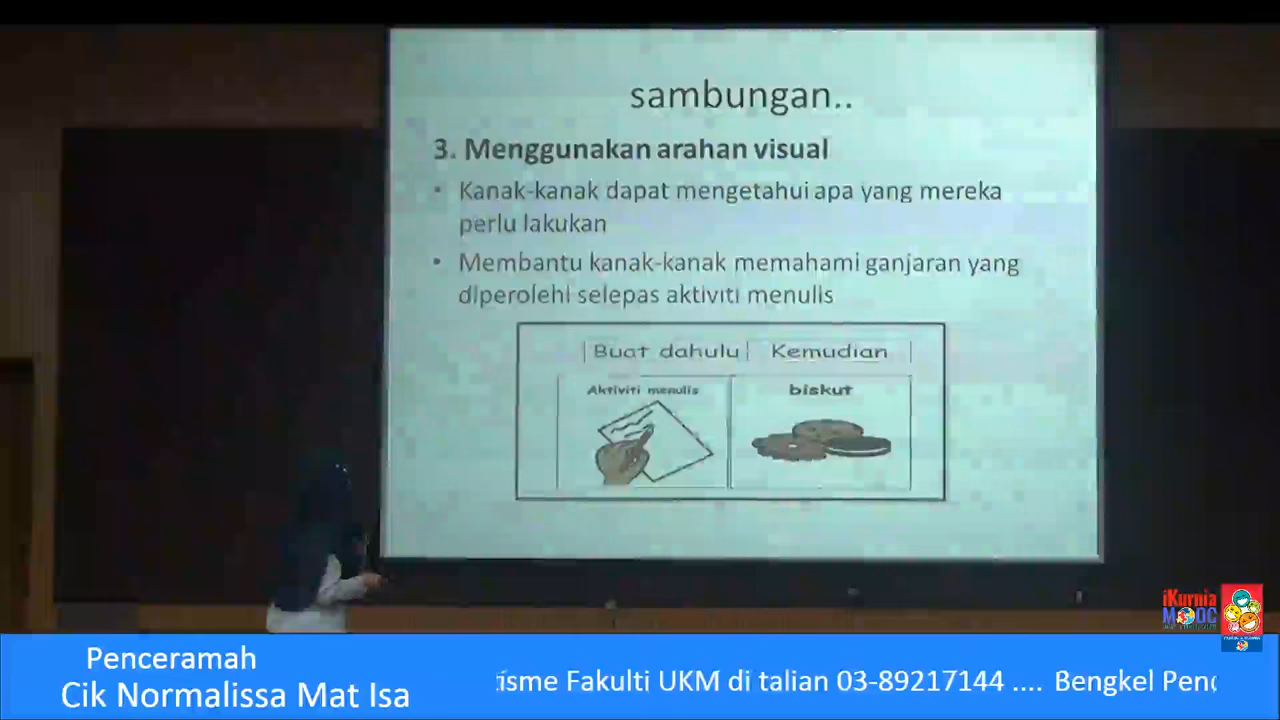 sambungan..
3. Menggunakan arahan visual
• Kanak-kanak dapat mengetahui apa yang mereka
perlu lakukan
• Membantu kanak-kanak memahami ganjaran yang
diperolehi selepas aktiviti menulis
Buat dahulu Kemudian
Aktiviti menulis biskut
iKurnia
MOOC
Penceramah
Cik Normalissa Mat Isa
tisme Fakulti UKM di talian 03-89217144 .... Bengkel Pend